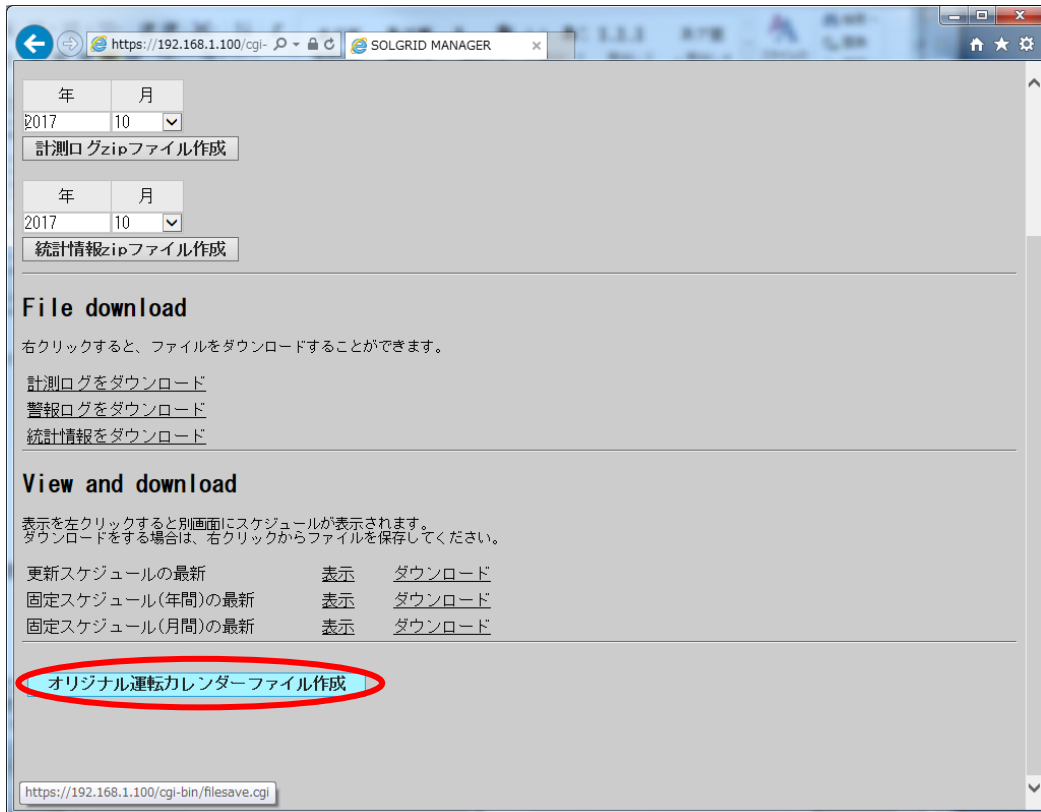 https://192.168.1.100/cgi-
SOLGRID MANAGER
年 月
2017 10
計測ログzipファイル作成
年 月
2017 10
統計情報zipファイル作成
File download
右クリックすると、ファイルをダウンロードすることができます。
計測ログをダウンロード
警報ログをダウンロード
統計情報をダウンロード
View and download
表示を左クリックすると別画面にスケジュールが表示されます。
ダウンロードをする場合は、右クリックからファイルを保存してください。
更新スケジュールの最新 表示 ダウンロード
固定スケジュール(年間)の最新 表示 ダウンロード
固定スケジュール(月間)の最新 表示 ダウンロード
オリジナル運転カレンダーファイル作成
https://192.168.1.100/cgi-bin/filesave.cgi